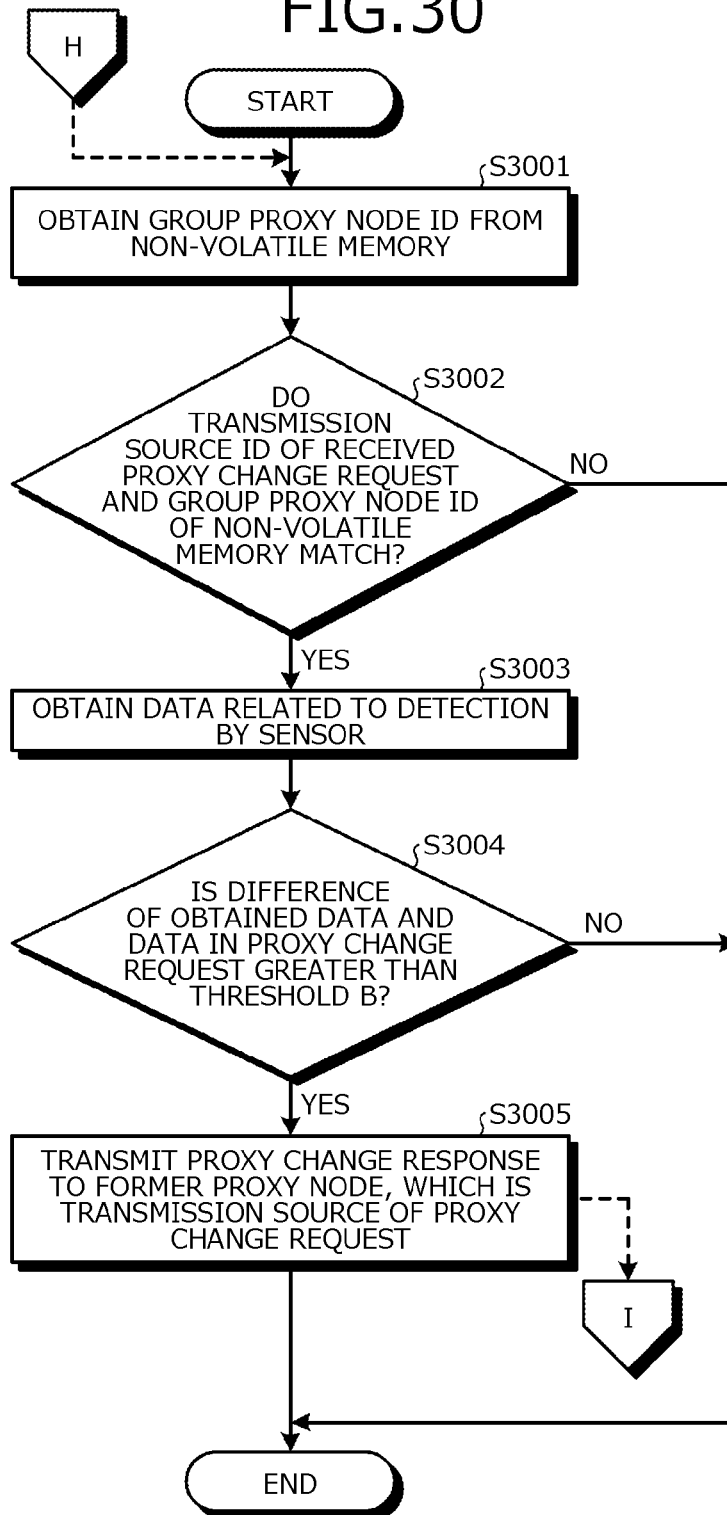 FIG.30
H
START
S3001
OBTAIN GROUP PROXY NODE ID FROM
NON-VOLATILE MEMORY
S3002
DO
TRANSMISSION
SOURCE ID OF RECEIVED
PROXY CHANGE REQUEST
AND GROUP PROXY NODE ID
OF NON-VOLATILE
MEMORY MATCH?
NO
YES
S3003
OBTAIN DATA RELATED TO DETECTION
BY SENSOR
S3004
IS DIFFERENCE
OF OBTAINED DATA AND
DATA IN PROXY CHANGE
REQUEST GREATER THAN
THRESHOLD B?
NO
YES
S3005
TRANSMIT PROXY CHANGE RESPONSE
TO FORMER PROXY NODE, WHICH IS
TRANSMISSION SOURCE OF PROXY
CHANGE REQUEST
I
END